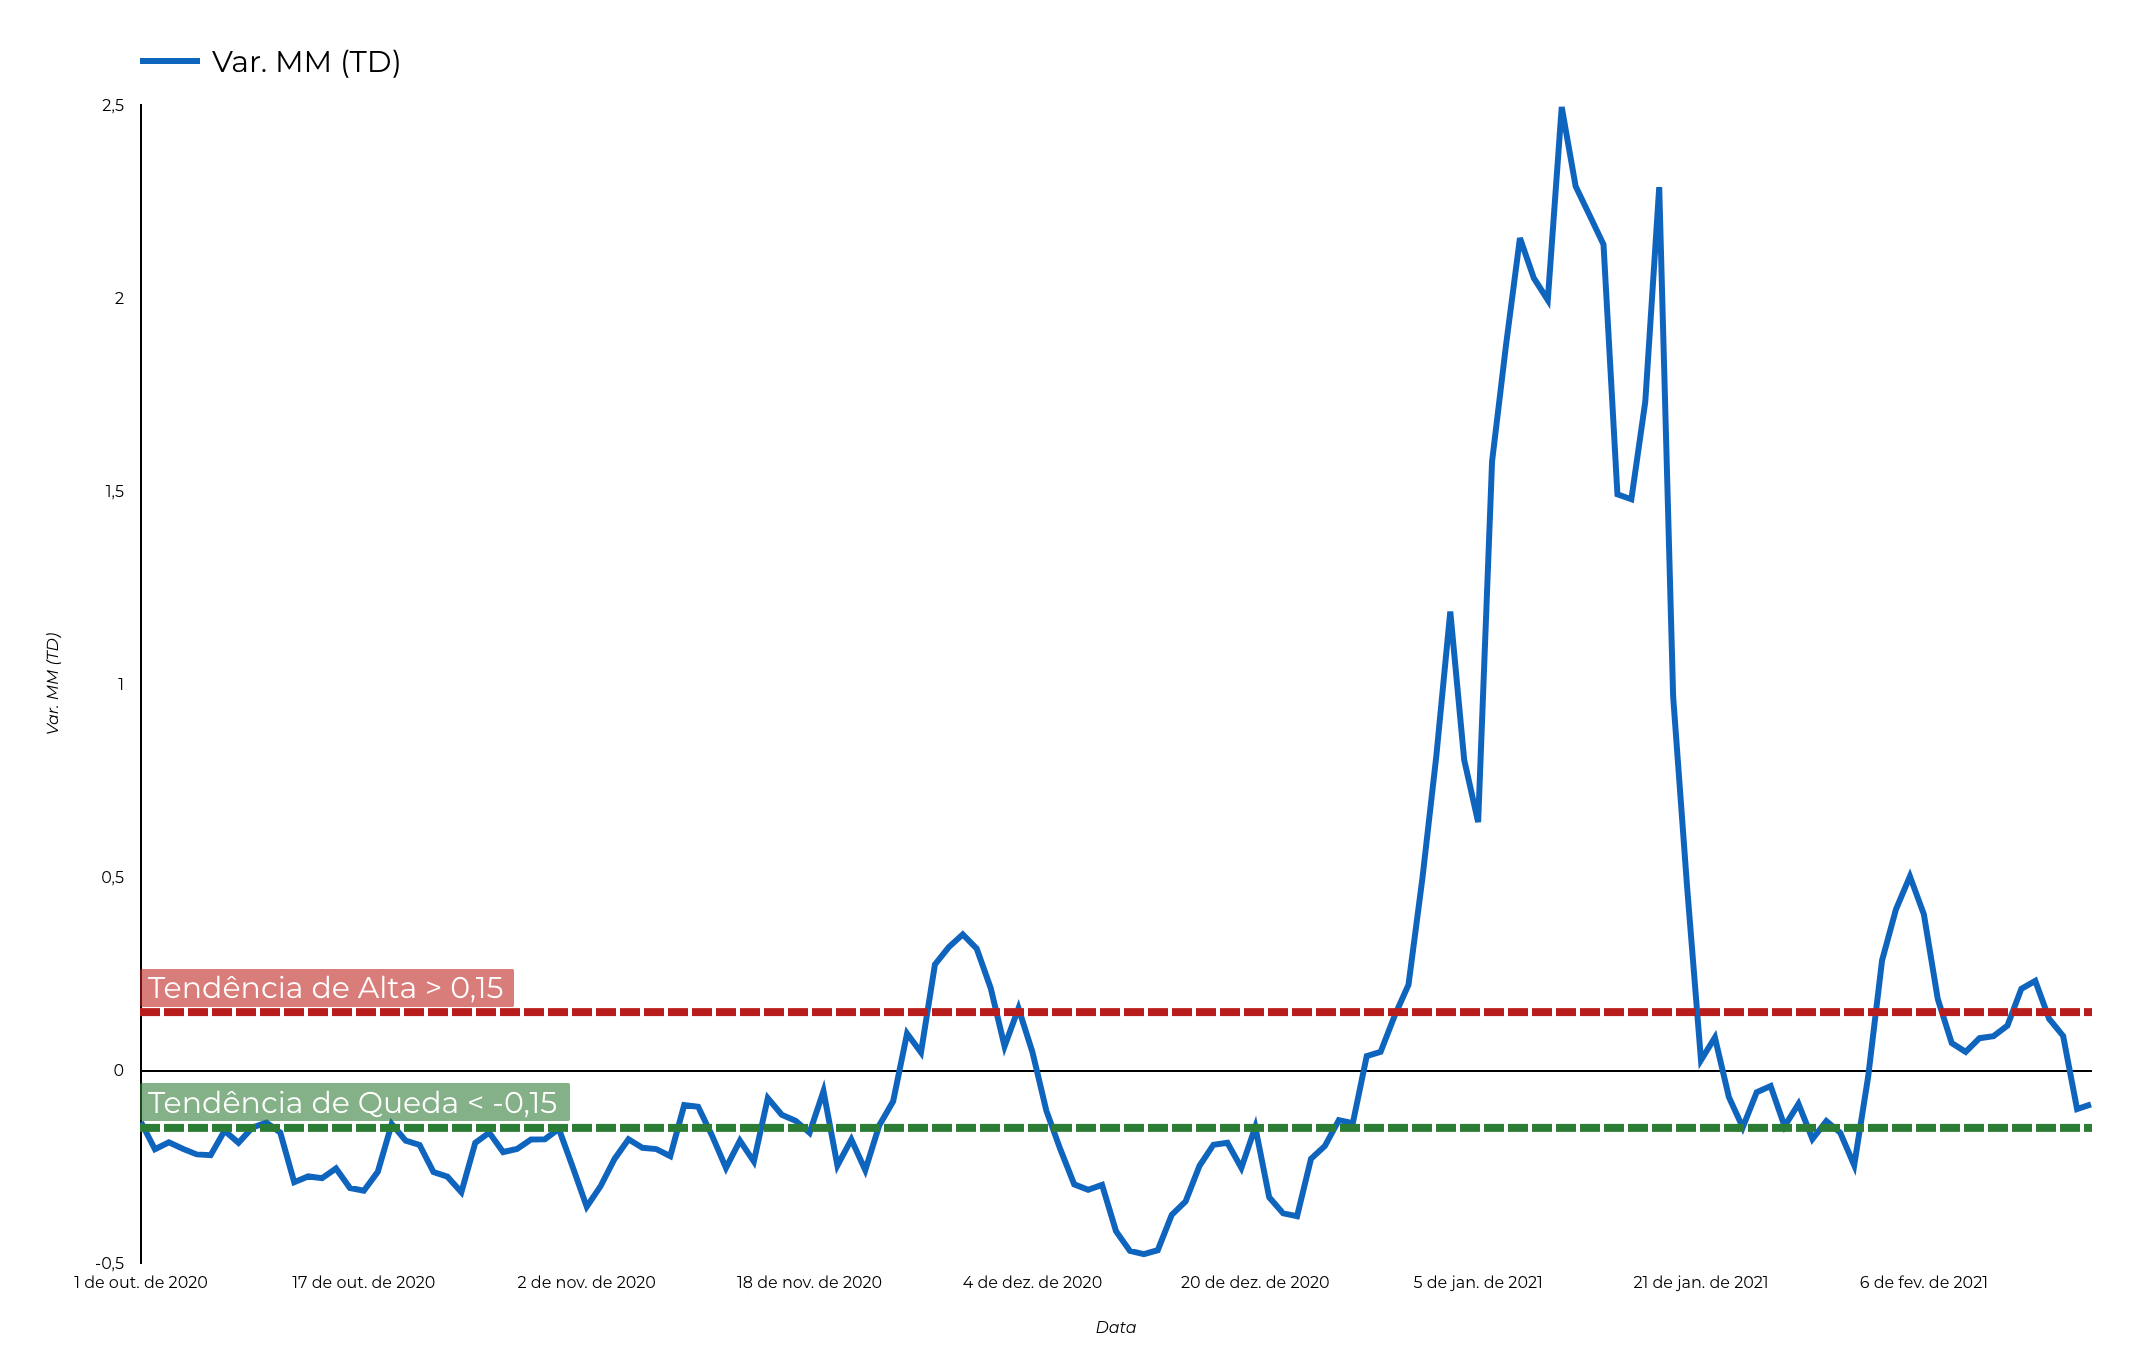 Var. MM (TD)
2,5
2
1,5
1
0,5
0
-0,5
Var. MM (TD)
Tendência de Alta > 0,15
Tendência de Queda < -0,15
1 de out. de 2020
17 de out. de 2020
2 de nov. de 2020
18 de nov. de 2020
4 de dez. de 2020
20 de dez. de 2020
5 de jan. de 2021
21 de jan. de 2021
6 de fev. de 2021
Data